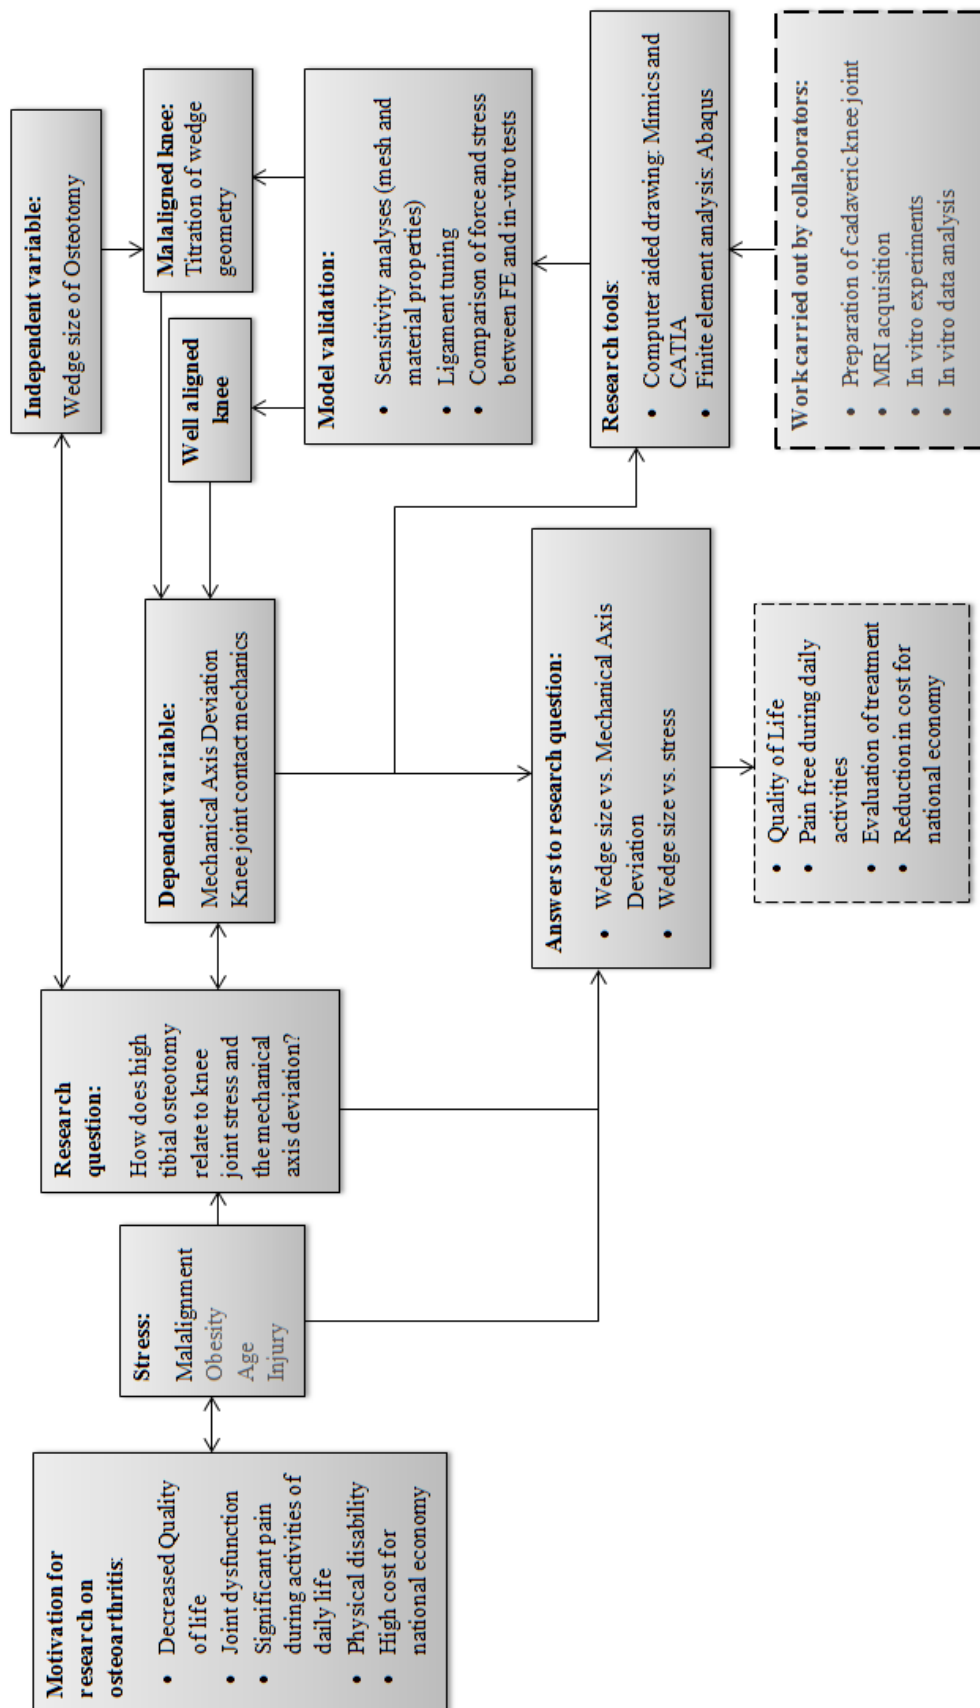 Motivation for
research on
osteoarthritis:
• Decreased Quality
of life
• Joint dysfunction
• Significant pain
during activities of
daily life
• Physical disability
• High cost for
national economy
Stress:
Malalignment
Obesity
Age
Injury
Research
question:
How does high
tibial osteotomy
relate to knee
joint stress and
the mechanical
axis deviation?
Dependent variable:
Mechanical Axis Deviation
Knee joint contact mechanics
Independent variable:
Wedge size of Osteotomy
Malaligned knee:
Titration of wedge
geometry
Well aligned
knee
Model validation:
• Sensitivity analyses (mesh and
material properties)
• Ligament tuning
• Comparison of force and stress
between FE and in-vitro tests
Research tools:
• Computer aided drawing: Mimics and
CATIA
• Finite element analysis: Abaqus
Work carried out by collaborators:
• Preparation of cadaveric knee joint
• MRI acquisition
• In vitro experiments
• In vitro data analysis
Answers to research question:
• Wedge size vs. Mechanical Axis
Deviation
• Wedge size vs. stress
• Quality of Life
• Pain free during daily
activities
• Evaluation of treatment
• Reduction in cost for
national economy